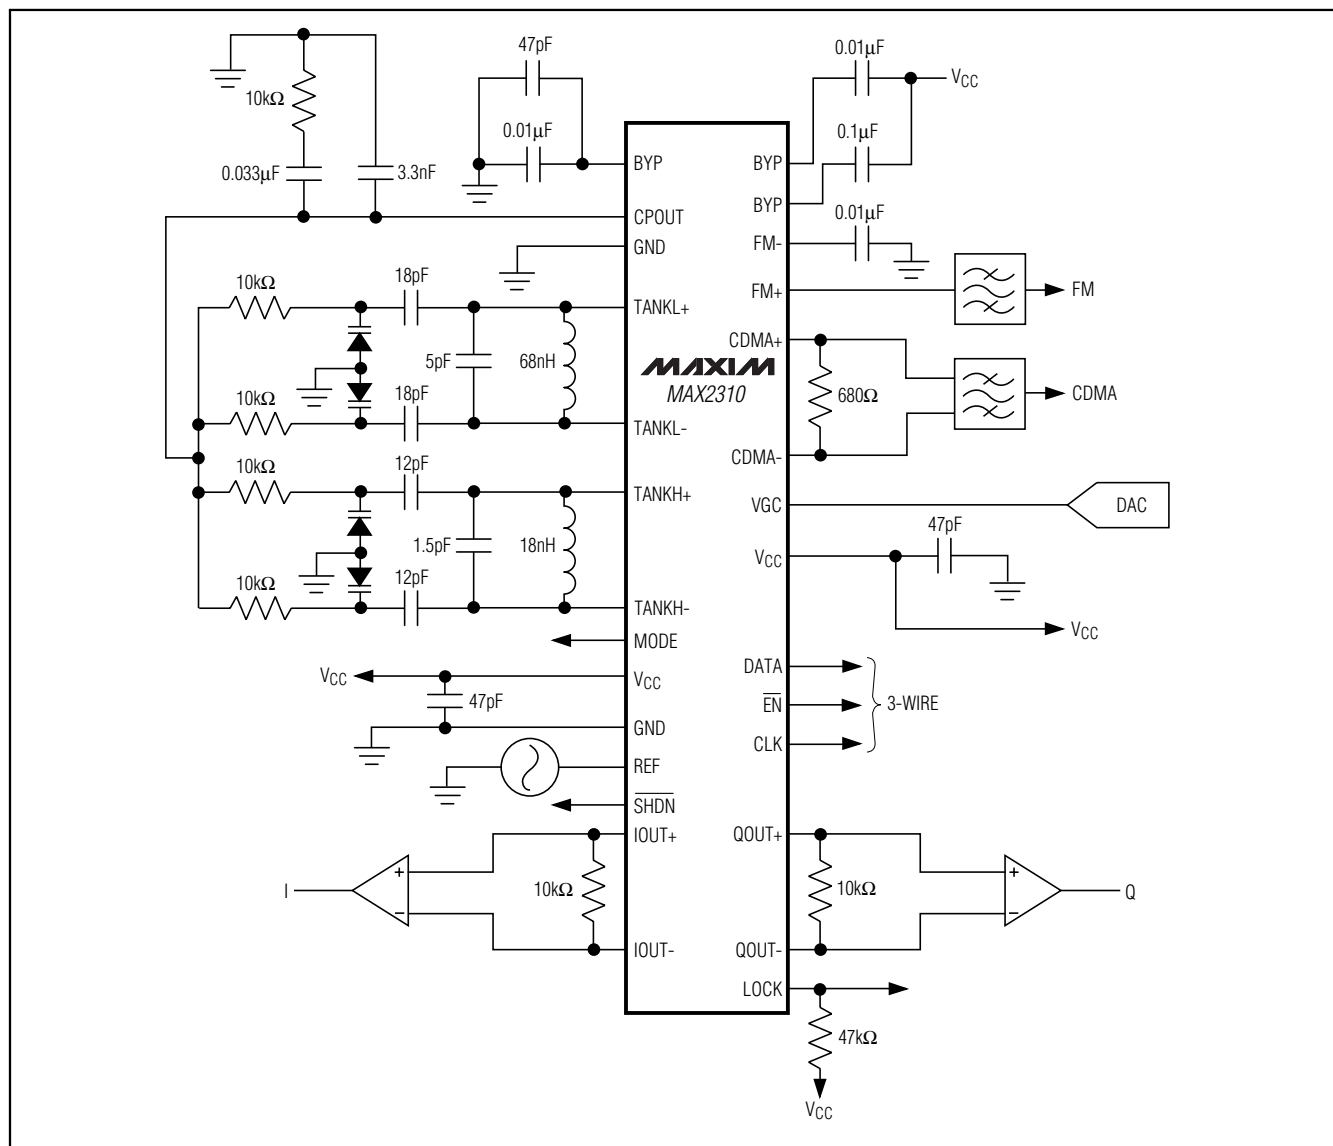 47pF
0.01µF
VCC
10kΩ
0.01µF
0.1µF
0.033µF
3.3nF
BYP
BYP
CPOUT
BYP
0.01µF
GND
FM-
10kΩ
18pF
FM+
FM
TANKL+
CDMA+
5pF
68nH
MAXIM
MAX2310
680Ω
CDMA
10kΩ
18pF
TANKL-
CDMA-
10kΩ
12pF
TANKH+
VGC
DAC
47pF
1.5pF
18nH
VCC
10kΩ
12pF
TANKH-
VCC
MODE
DATA
VCC
VCC
47pF
EN
3-WIRE
GND
CLK
REF
SHDN
IOUT+
QOUT+
+
+
I
10kΩ
10kΩ
Q
−
−
IOUT-
QOUT-
LOCK
47kΩ
VCC